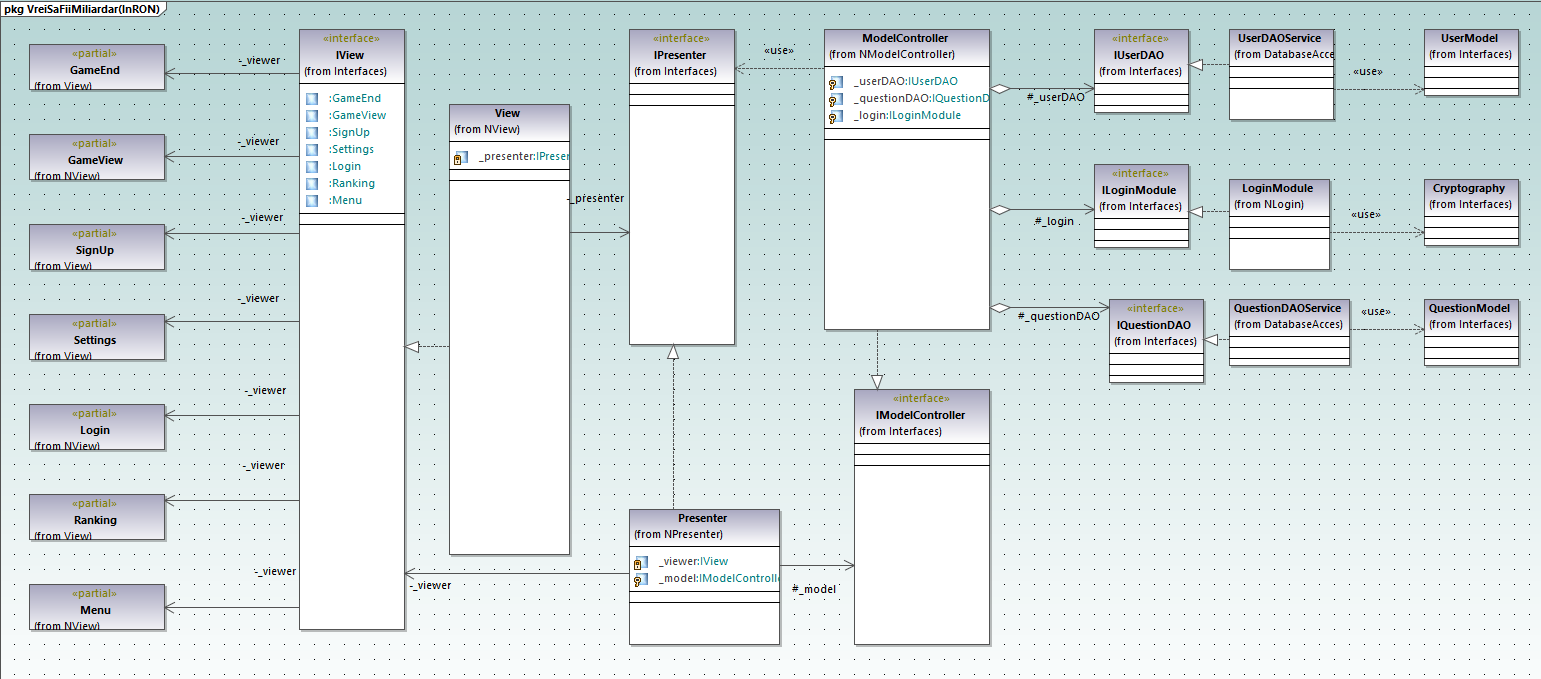 pkg VreiSaFiiMiliardar(InRON)
«partial»
GameEnd
(from View)
«partial»
GameView
(from NView)
«partial»
SignUp
(from View)
«partial»
Settings
(from View)
«partial»
Login
(from NView)
«partial»
Ranking
(from View)
«partial»
Menu
(from NView)
-_viewer
-_viewer
-_viewer
-_viewer
-_viewer
-_viewer
-_viewer
«interface»
IView
(from Interfaces)
:GameEnd
:GameView
:SignUp
:Settings
:Login
:Ranking
:Menu
View
(from NView)
_presenter:IPreser
-_presenter
«interface»
IPresenter
(from Interfaces)
«use»
Presenter
(from NPresenter)
_viewer:IView
_model:IModelControlle
-_viewer
#_model
ModelController
(from NModelController)
_userDAO:IUserDAO
_questionDAO:IQuestionD
_login:ILoginModule
«interface»
IModelController
(from Interfaces)
#_userDAO
#_login
#_questionDAO
«interface»
IUserDAO
(from Interfaces)
UserDAOService
(from DatabaseAcce
«use»
UserModel
(from Interfaces)
«interface»
ILoginModule
(from Interfaces)
LoginModule
(from NLogin)
«use»
Cryptography
(from Interfaces)
«interface»
IQuestionDAO
(from Interfaces)
QuestionDAOService
(from DatabaseAcces)
«use»
QuestionModel
(from Interfaces)